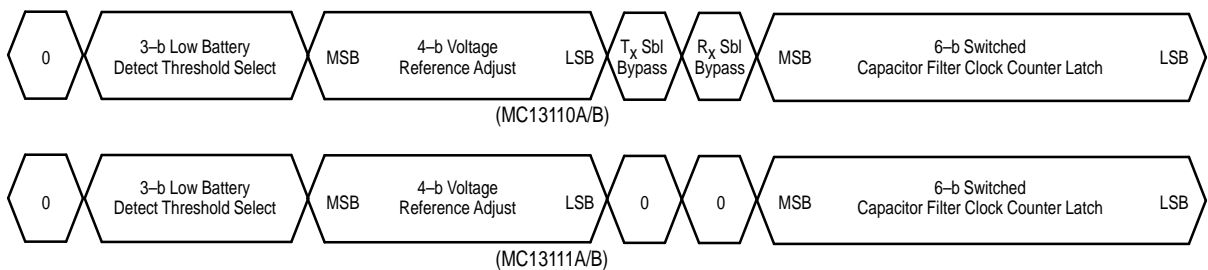 0
3–b Low Battery
Detect Threshold Select
MSB
4–b Voltage
Reference Adjust
LSB
Tx Sbl
Bypass
Rx Sbl
Bypass
MSB
6–b Switched
Capacitor Filter Clock Counter Latch
LSB
(MC13110A/B)
0
3–b Low Battery
Detect Threshold Select
MSB
4–b Voltage
Reference Adjust
LSB
0
0
MSB
6–b Switched
Capacitor Filter Clock Counter Latch
LSB
(MC13111A/B)